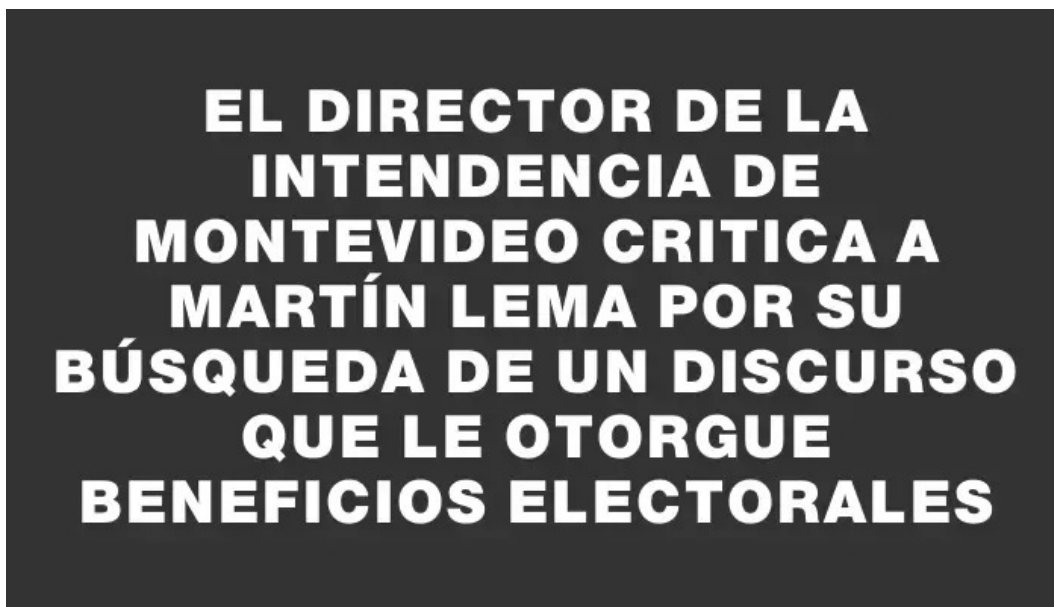 EL DIRECTOR DE LA
INTENDENCIA DE
MONTEVIDEO CRITICA A
MARTÍN LEMA POR SU
BÚSQUEDA DE UN DISCURSO
QUE LE OTORGUE
BENEFICIOS ELECTORALES